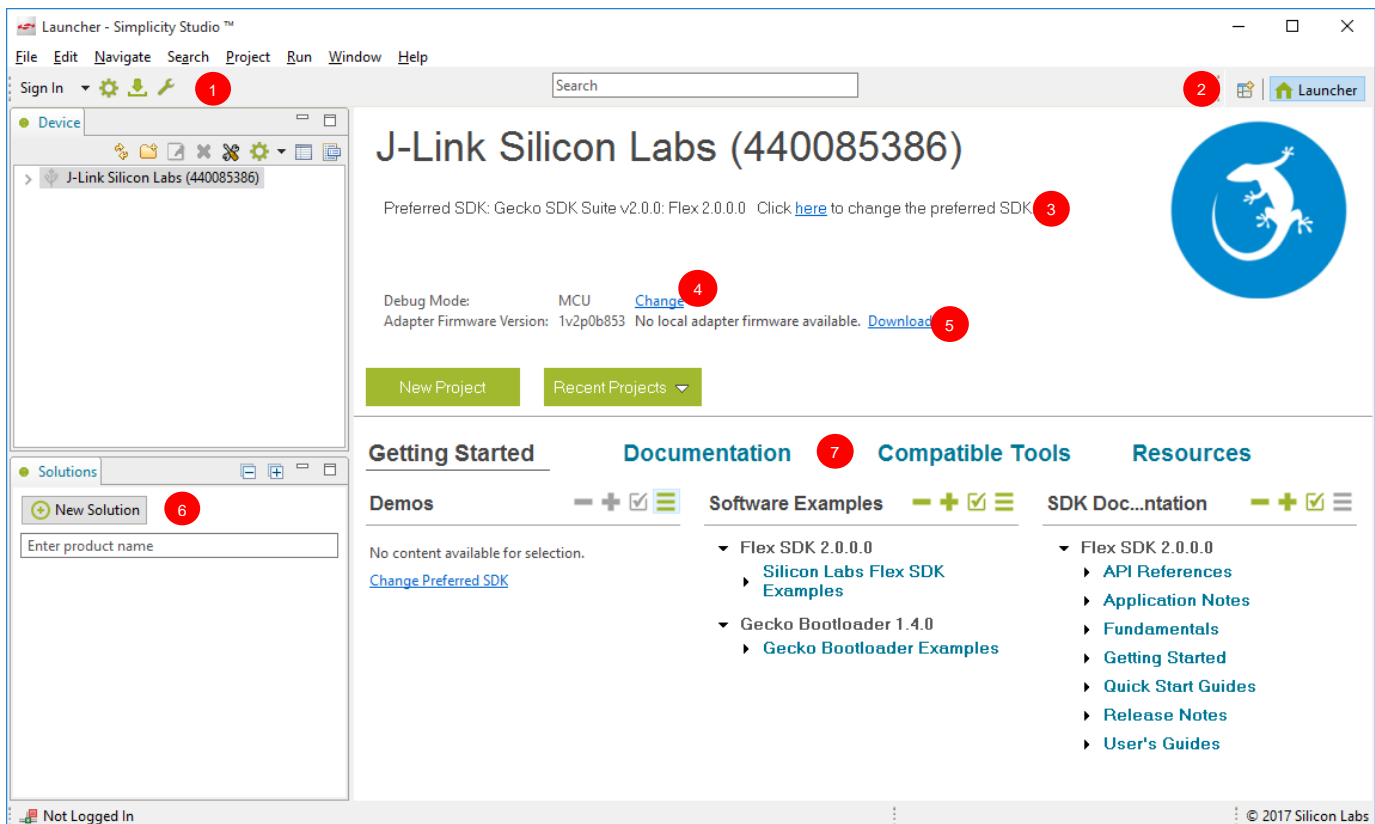 Launcher - Simplicity Studio ™
File Edit Navigate Search Project Run Window Help
Sign In 1 Search 2 Launcher
Device
J-Link Silicon Labs (440085386)
J-Link Silicon Labs (440085386)
Preferred SDK: Gecko SDK Suite v2.0.0: Flex 2.0.0.0 Click here to change the preferred SDK. 3
4
Debug Mode: MCU Change
Adapter Firmware Version: 1v2p0b853 No local adapter firmware available. Download 5
New Project Recent Projects
Getting Started Documentation 7 Compatible Tools Resources
Solutions
New Solution 6
Enter product name
Demos
No content available for selection.
Change Preferred SDK
Software Examples
Flex SDK 2.0.0.0
Silicon Labs Flex SDK
Examples
Gecko Bootloader 1.4.0
Gecko Bootloader Examples
SDK Doc...ntation
Flex SDK 2.0.0.0
API References
Application Notes
Fundamentals
Getting Started
Quick Start Guides
Release Notes
User's Guides
Not Logged In © 2017 Silicon Labs